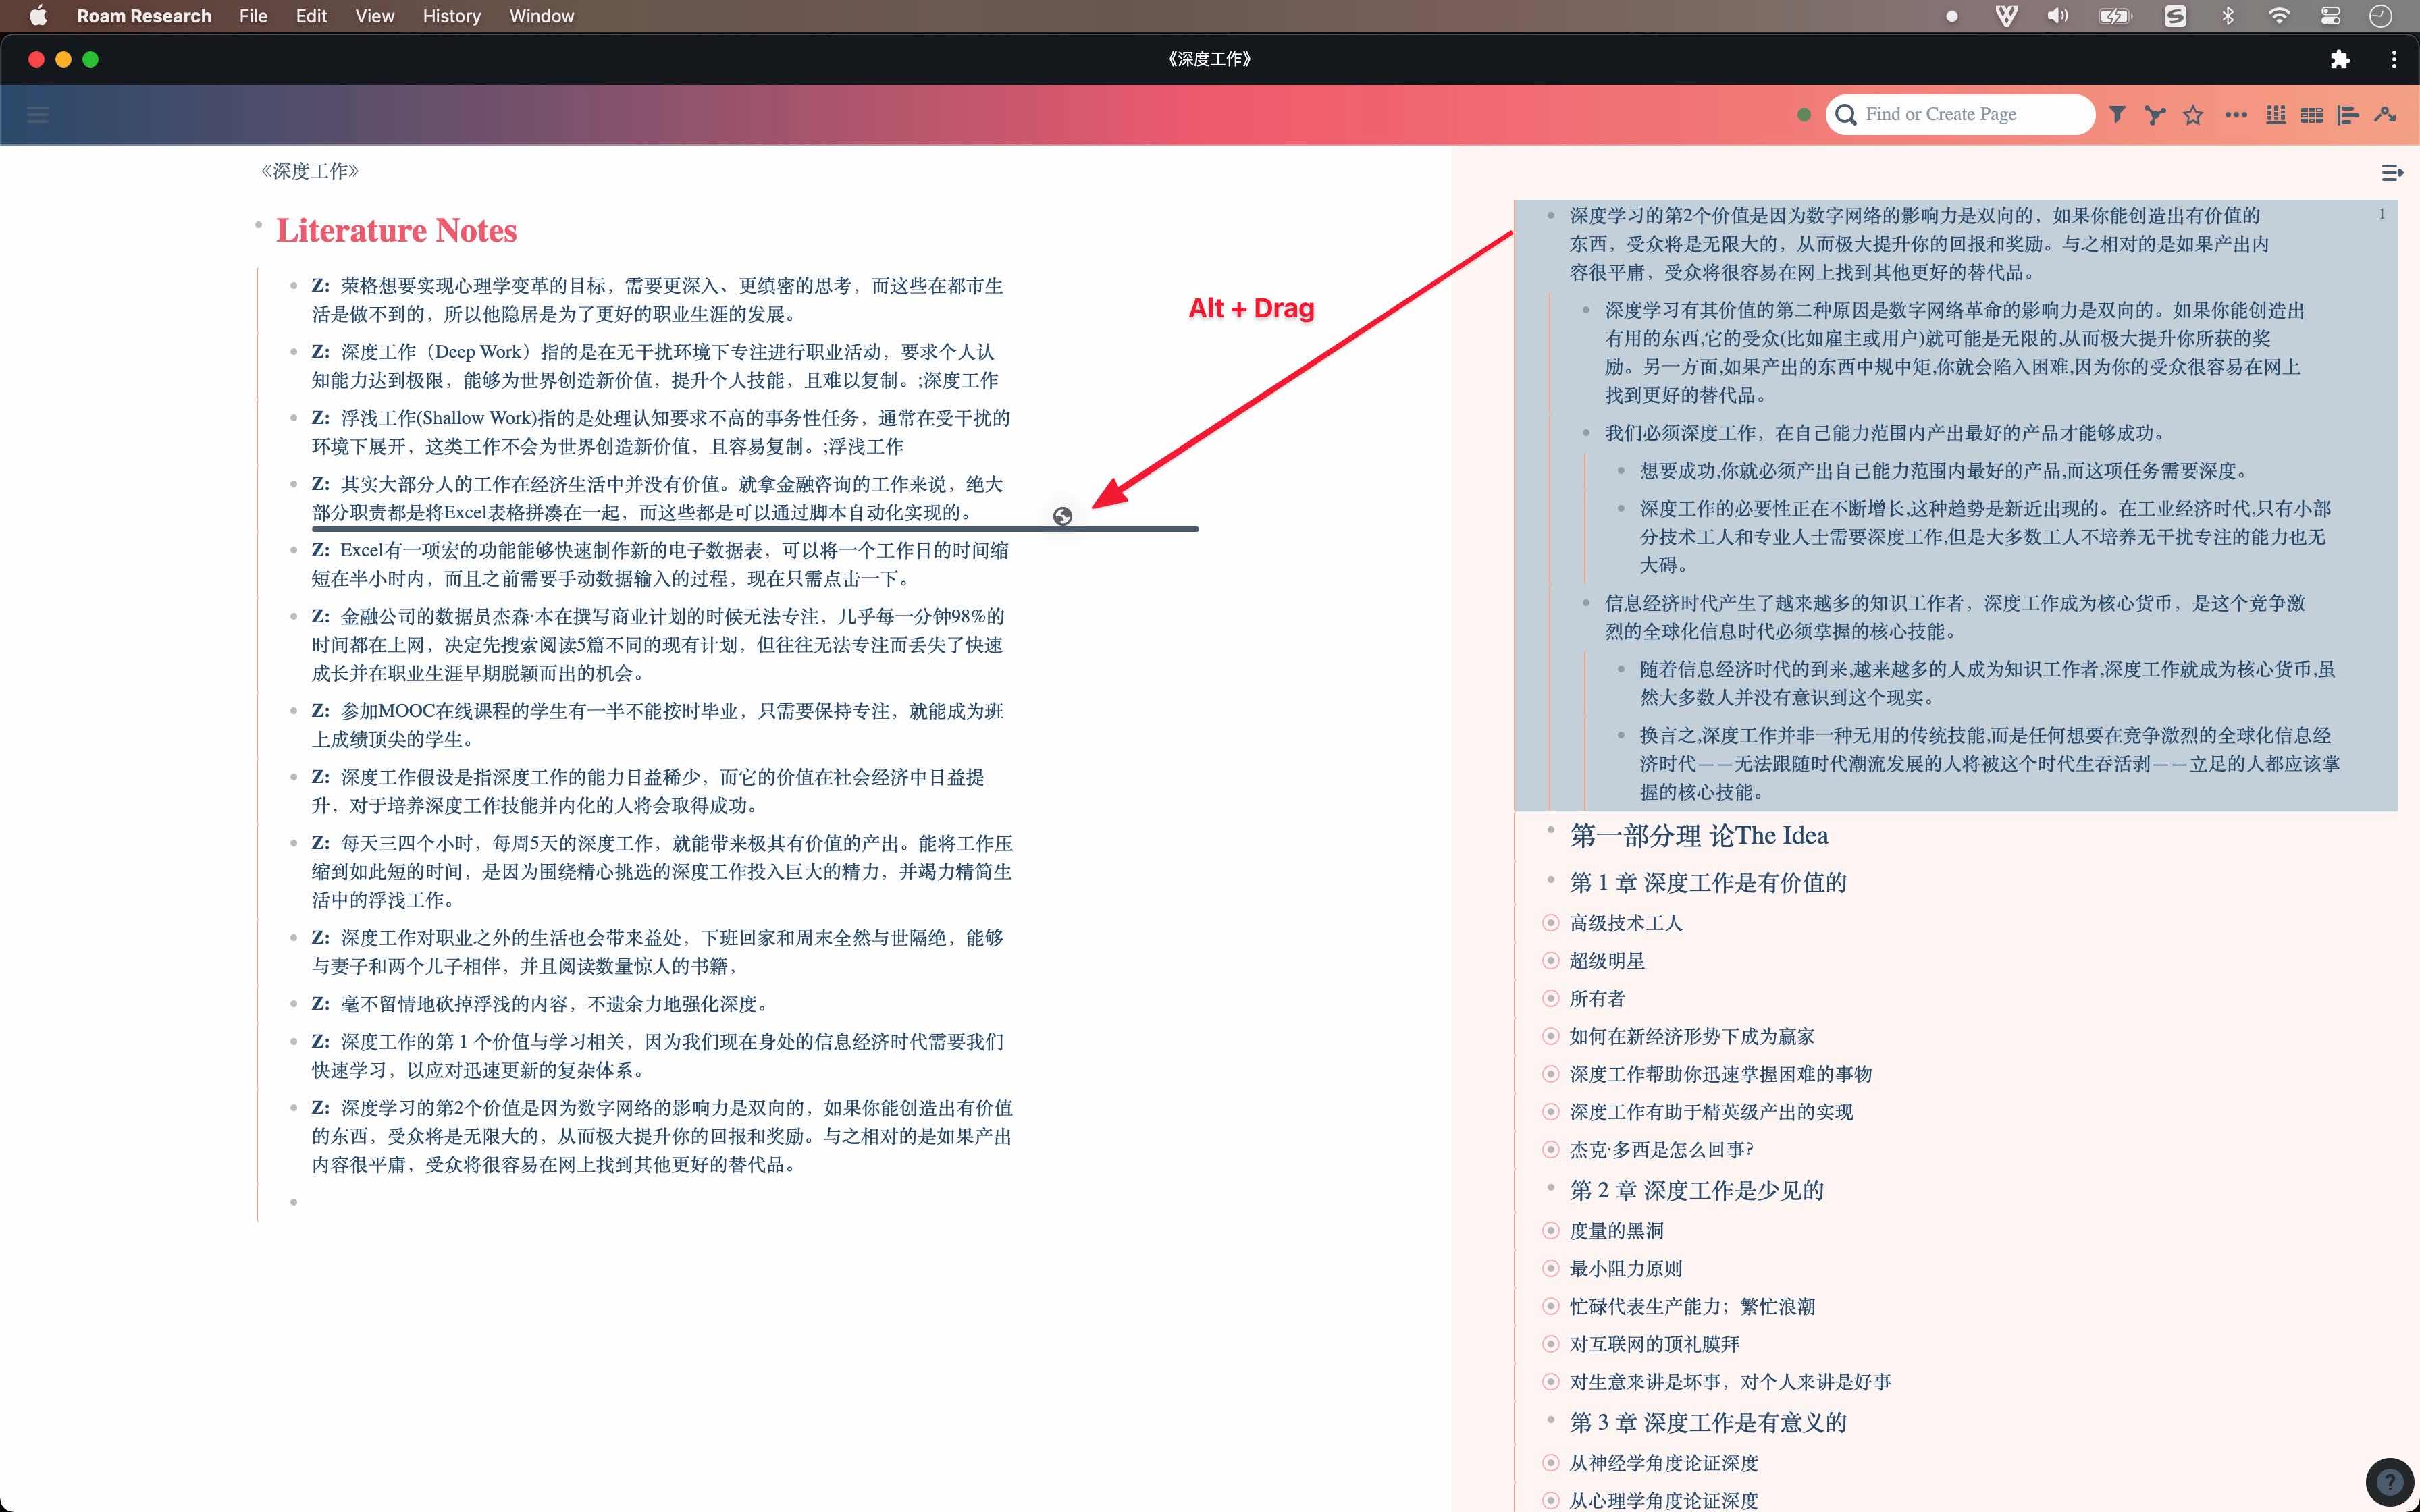 Roam Research File Edit View History Window
《深度工作》
Find or Create Page
《深度工作》
Literature Notes
Z: 荣格想要实现心理学变革的目标，需要更深入、更缜密的思考，而这些在都市生
活是做不到的，所以他隐居是为了更好的职业生涯的发展。
Z: 深度工作（Deep Work）指的是在无干扰环境下专注进行职业活动，要求个人认
知能力达到极限，能够为世界创造新价值，提升个人技能，且难以复制。;深度工作
Z: 浮浅工作(Shallow Work)指的是处理认知要求不高的事务性任务，通常在受干扰的
环境下展开，这类工作不会为世界创造新价值，且容易复制。;浮浅工作
Z: 其实大部分人的工作在经济生活中并没有价值。就拿金融咨询的工作来说，绝大
部分职责都是将Excel表格拼凑在一起，而这些都是可以通过脚本自动化实现的。
Z: Excel有一项宏的功能能够快速制作新的电子数据表，可以将一个工作日的时间缩
短在半小时内，而且之前需要手动数据输入的过程，现在只需点击一下。
Z: 金融公司的数据员杰森·本在撰写商业计划的时候无法专注，几乎每一分钟98%的
时间都在上网，决定先搜索阅读5篇不同的现有计划，但往往无法专注而丢失了快速
成长并在职业生涯早期脱颖而出的机会。
Z: 参加MOOC在线课程的学生有一半不能按时毕业，只需要保持专注，就能成为班
上成绩顶尖的学生。
Z: 深度工作假设是指深度工作的能力日益稀少，而它的价值在社会经济中日益提
升，对于培养深度工作技能并内化的人将会取得成功。
Z: 每天三四个小时，每周5天的深度工作，就能带来极其有价值的产出。能将工作压
缩到如此短的时间，是因为围绕精心挑选的深度工作投入巨大的精力，并竭力精简生
活中的浮浅工作。
Z: 深度工作对职业之外的生活也会带来益处，下班回家和周末全然与世隔绝，能够
与妻子和两个儿子相伴，并且阅读数量惊人的书籍，
Z: 毫不留情地砍掉浮浅的内容，不遗余力地强化深度。
Z: 深度工作的第 1 个价值与学习相关，因为我们现在身处的信息经济时代需要我们
快速学习，以应对迅速更新的复杂体系。
Z: 深度学习的第2个价值是因为数字网络的影响力是双向的，如果你能创造出有价值
的东西，受众将是无限大的，从而极大提升你的回报和奖励。与之相对的是如果产出
内容很平庸，受众将很容易在网上找到其他更好的替代品。
Alt + Drag
深度学习的第2个价值是因为数字网络的影响力是双向的，如果你能创造出有价值的
1
东西，受众将是无限大的，从而极大提升你的回报和奖励。与之相对的是如果产出内
容很平庸，受众将很容易在网上找到其他更好的替代品。
深度学习有其价值的第二种原因是数字网络革命的影响力是双向的。如果你能创造出
有用的东西,它的受众(比如雇主或用户)就可能是无限的,从而极大提升你所获的奖
励。另一方面,如果产出的东西中规中矩,你就会陷入困难,因为你的受众很容易在网上
找到更好的替代品。
我们必须深度工作，在自己能力范围内产出最好的产品才能够成功。
想要成功,你就必须产出自己能力范围内最好的产品,而这项任务需要深度。
深度工作的必要性正在不断增长,这种趋势是新近出现的。在工业经济时代,只有小部
分技术工人和专业人士需要深度工作,但是大多数工人不培养无干扰专注的能力也无
大碍。
信息经济时代产生了越来越多的知识工作者，深度工作成为核心货币，是这个竞争激
烈的全球化信息时代必须掌握的核心技能。
随着信息经济时代的到来,越来越多的人成为知识工作者,深度工作就成为核心货币,虽
然大多数人并没有意识到这个现实。
换言之,深度工作并非一种无用的传统技能,而是任何想要在竞争激烈的全球化信息经
济时代——无法跟随时代潮流发展的人将被这个时代生吞活剥——立足的人都应该掌
握的核心技能。
第一部分理 论The Idea
第 1 章 深度工作是有价值的
高级技术工人
超级明星
所有者
如何在新经济形势下成为赢家
深度工作帮助你迅速掌握困难的事物
深度工作有助于精英级产出的实现
杰克·多西是怎么回事?
第 2 章 深度工作是少见的
度量的黑洞
最小阻力原则
忙碌代表生产能力；繁忙浪潮
对互联网的顶礼膜拜
对生意来讲是坏事，对个人来讲是好事
第 3 章 深度工作是有意义的
从神经学角度论证深度
从心理学角度论证深度